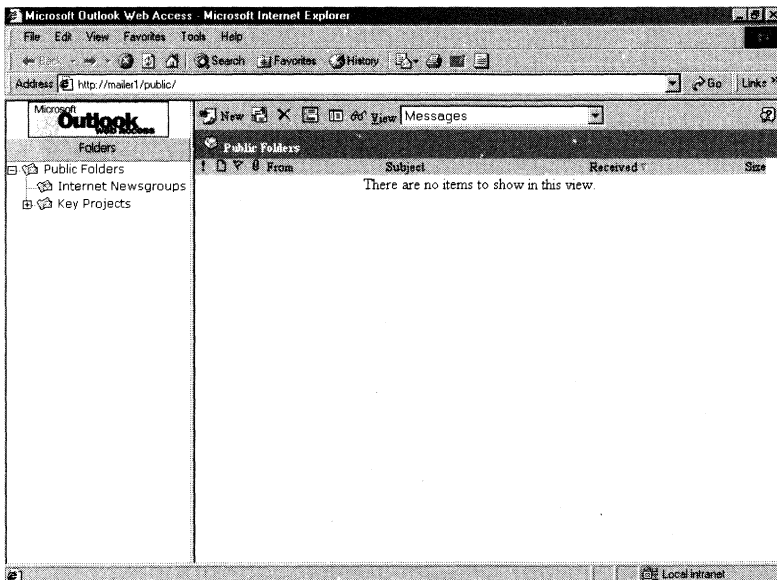 Microsoft Outlook Web Access - Microsoft Internet Explorer
File Edit View Favorites Tools Help
Back Search Favorites History
Address http://mailer1/public/ Go Links »
Microsoft
Outlook
Web Access
New View Messages
Folders
Public Folders
! From Subject Received Size
There are no items to show in this view.
Public Folders
Internet Newsgroups
Key Projects
Local intranet